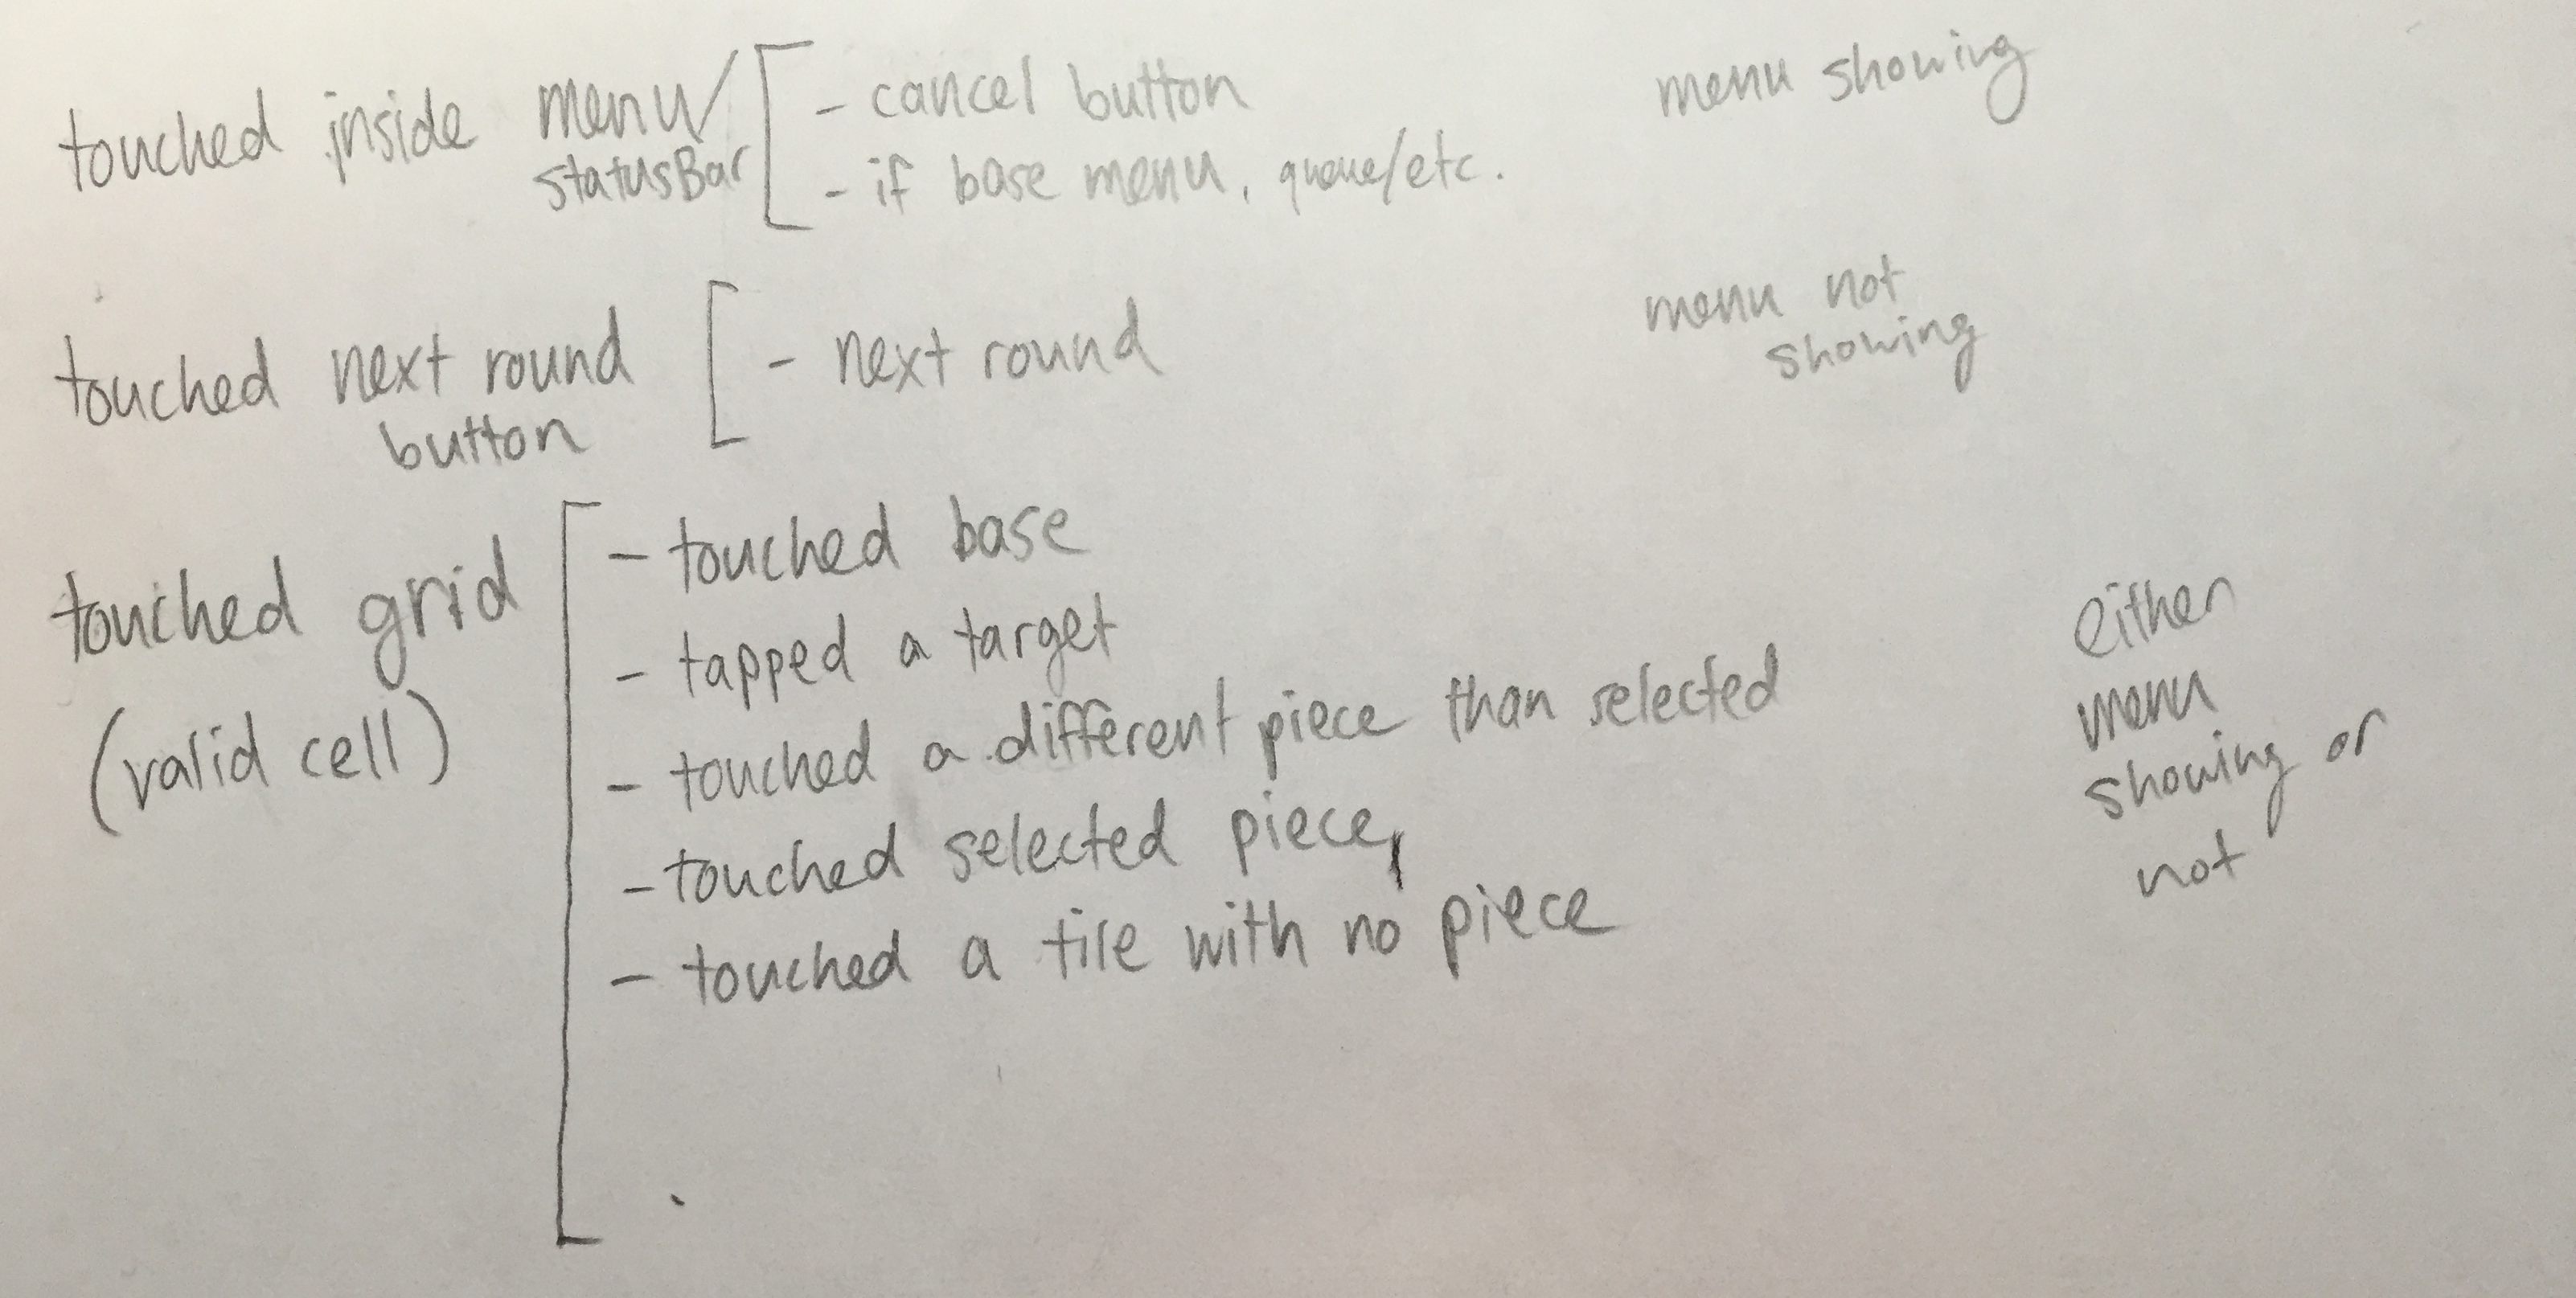 touched inside menu/
statusBar
- cancel button
- if base menu, queue/etc.
menu showing
touched next round
button
- next round
menu not
showing
touched grid
(valid cell)
- touched base
- tapped a target
- touched a different piece than selected
- touched selected piece,
- touched a tile with no piece
either
menu
showing or
not